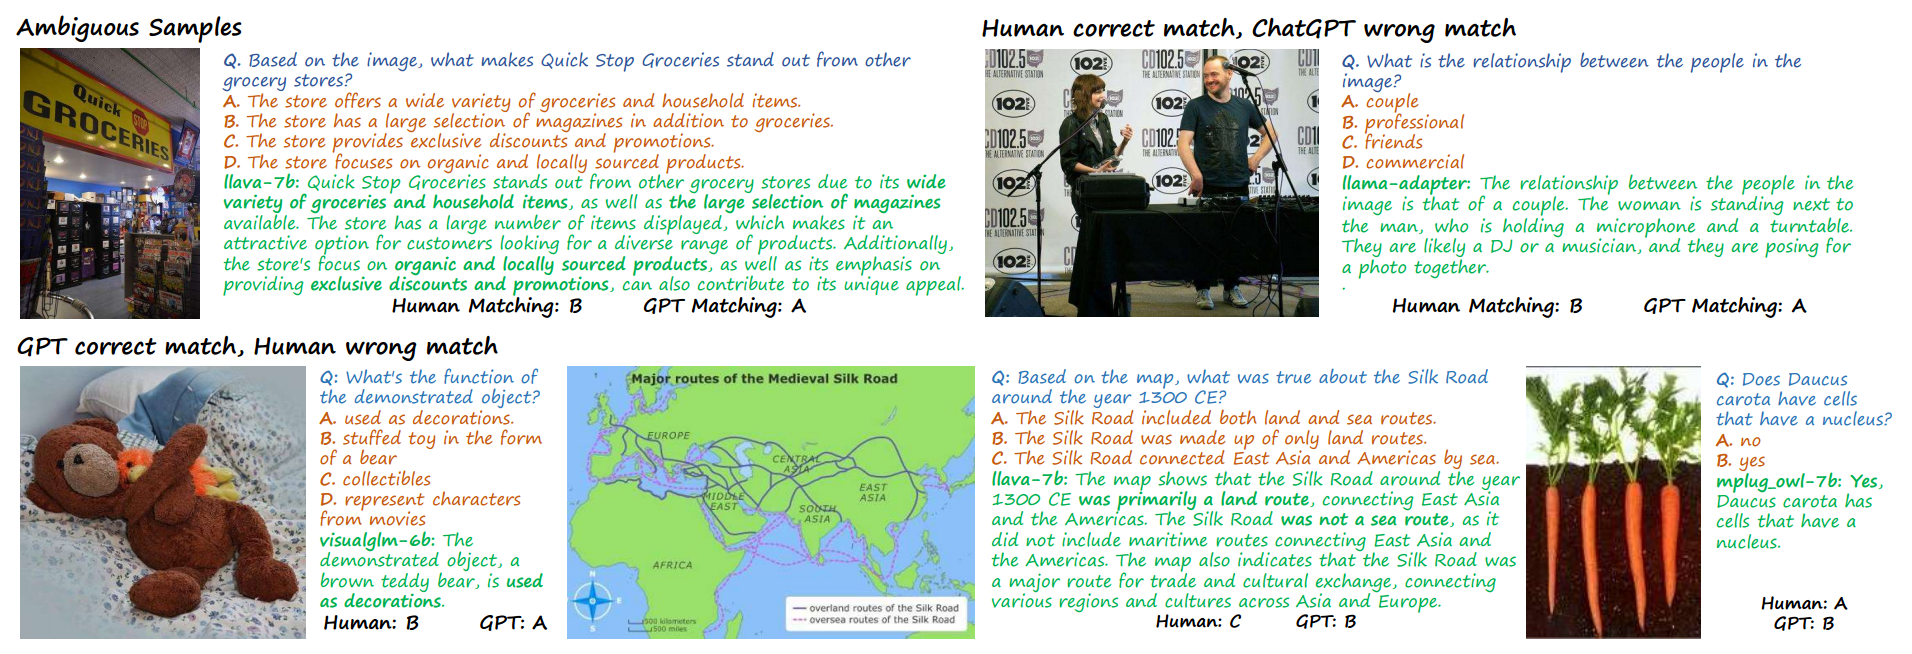 Ambiguous Samples
Quick
STOP
GROCERIES
Q. Based on the image, what makes Quick Stop Groceries stand out from other
grocery stores?
A. The store offers a wide variety of groceries and household items.
B. The store has a large selection of magazines in addition to groceries.
C. The store provides exclusive discounts and promotions.
D. The store focuses on organic and locally sourced products.
llava-7b: Quick Stop Groceries stands out from other grocery stores due to its wide
variety of groceries and household items, as well as the large selection of magazines
available. The store has a large number of items displayed, which makes it an
attractive option for customers looking for a diverse range of products. Additionally,
the store's focus on organic and locally sourced products, as well as its emphasis on
providing exclusive discounts and promotions, can also contribute to its unique appeal.
Human Matching: B GPT Matching: A
Human correct match, ChatGPT wrong match
CD102.5
THE ALTERNATIVE STATION
102
Q. What is the relationship between the people in the
image?
A. couple
B. professional
C. friends
D. commercial
llama-adapter: The relationship between the people in the
image is that of a couple. The woman is standing next to
the man, who is holding a microphone and a turntable.
They are likely a DJ or a musician, and they are posing for
a photo together.
.
Human Matching: B GPT Matching: A
GPT correct match, Human wrong match
Q: What's the function of
the demonstrated object?
A. used as decorations.
B. stuffed toy in the form
of a bear
C. collectibles
D. represent characters
from movies
visualglm-6b: The
demonstrated object, a
brown teddy bear, is used
as decorations.
Human: B GPT: A
Major routes of the Medieval Silk Road
EUROPE
CENTRAL
ASIA
MIDDLE
EAST
EAST
ASIA
SOUTH
ASIA
AFRICA
N
E
S
500 kilometers
500 miles
overland routes of the Silk Road
oversea routes of the Silk Road
Q: Based on the map, what was true about the Silk Road
around the year 1300 CE?
A. The Silk Road included both land and sea routes.
B. The Silk Road was made up of only land routes.
C. The Silk Road connected East Asia and Americas by sea.
llava-7b: The map shows that the Silk Road around the year
1300 CE was primarily a land route, connecting East Asia
and the Americas. The Silk Road was not a sea route, as it
did not include maritime routes connecting East Asia and
the Americas. The map also indicates that the Silk Road was
a major route for trade and cultural exchange, connecting
various regions and cultures across Asia and Europe.
Human: C GPT: B
Q: Does Daucus
carota have cells
that have a nucleus?
A. no
B. yes
mplug_owl-7b: Yes,
Daucus carota has
cells that have a
nucleus.
Human: A
GPT: B